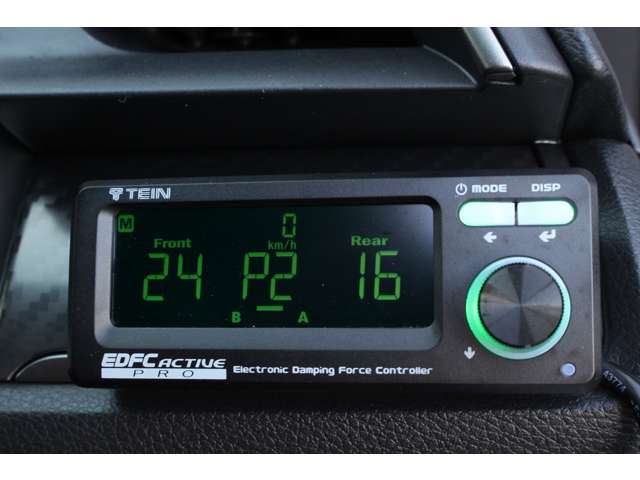 TEIN
MODE DISP
M
0
km/h
Front Rear
24 P2 16
B A
EDFC ACTIVE
PRO
Electronic Damping Force Controller